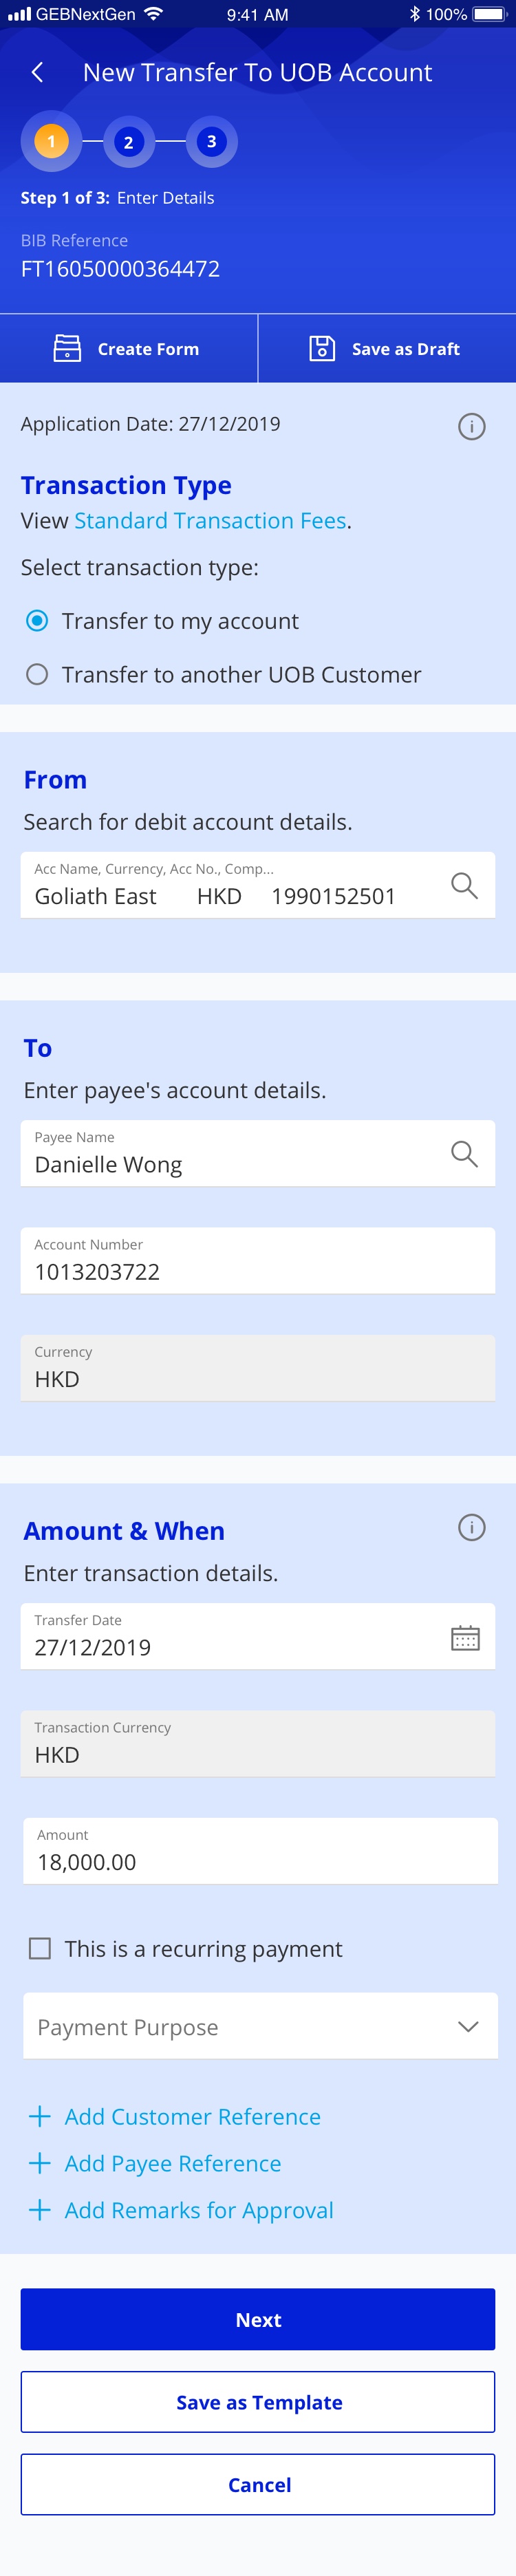 GEBNextGen 9:41 AM 100%
New Transfer To UOB Account
1 2 3
Step 1 of 3: Enter Details
BIB Reference
FT16050000364472
Create Form Save as Draft
Application Date: 27/12/2019
Transaction Type
View Standard Transaction Fees.
Select transaction type:
Transfer to my account
Transfer to another UOB Customer
From
Search for debit account details.
Acc Name, Currency, Acc No., Comp...
Goliath East HKD 1990152501
To
Enter payee's account details.
Payee Name
Danielle Wong
Account Number
1013203722
Currency
HKD
Amount & When
Enter transaction details.
Transfer Date
27/12/2019
Transaction Currency
HKD
Amount
18,000.00
This is a recurring payment
Payment Purpose
Add Customer Reference
Add Payee Reference
Add Remarks for Approval
Next
Save as Template
Cancel